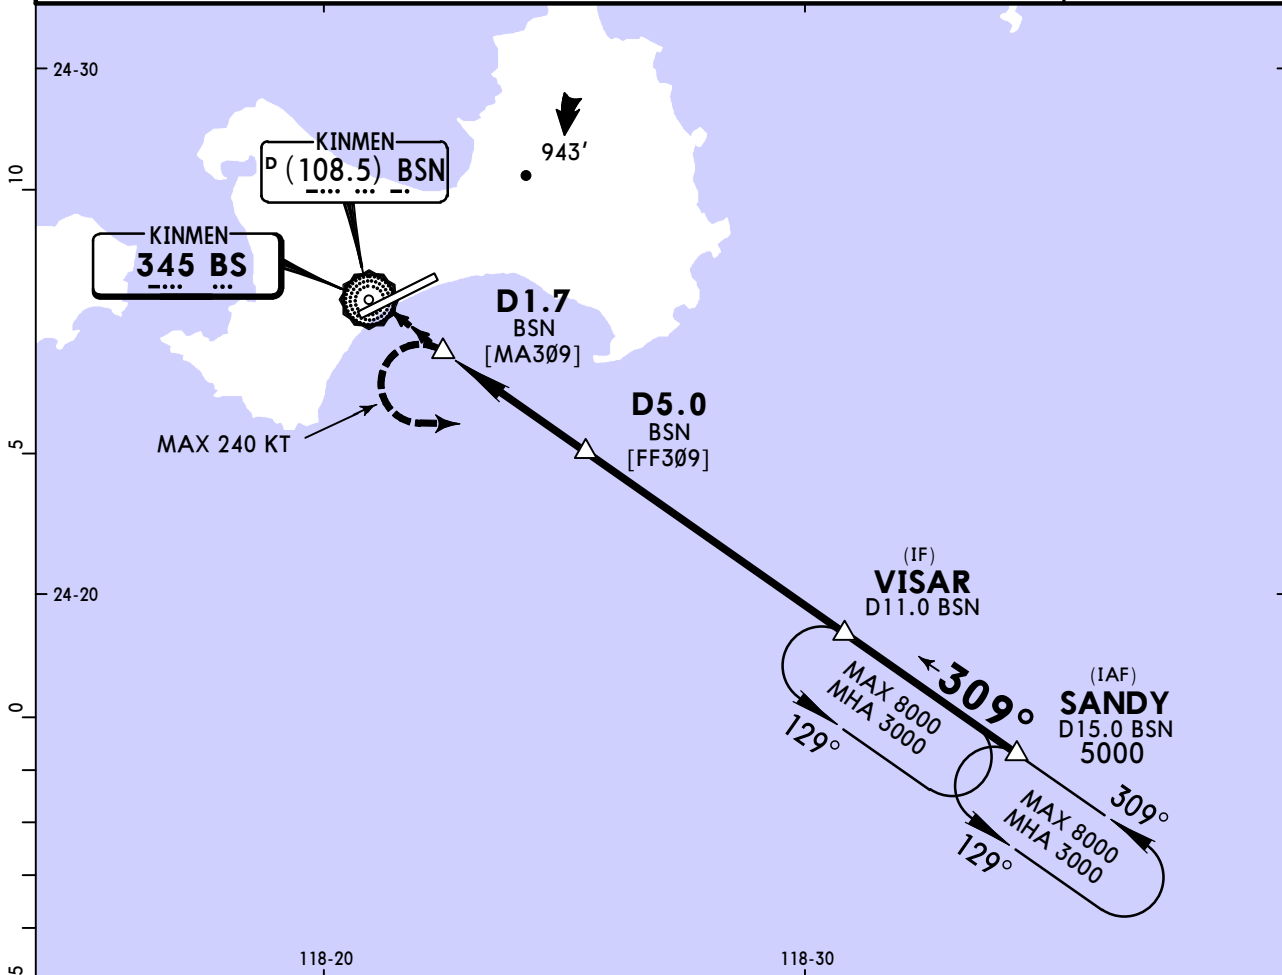 24-30
943'
KINMEN
D (108.5) BSN
10
KINMEN
345 BS
D1.7
BSN
[MA3Ø9]
D5.0
BSN
[FF3Ø9]
MAX 240 KT
5
(IF)
VISAR
D11.0 BSN
24-20
309°
(IAF)
SANDY
D15.0 BSN
5000
MAX 8000
MHA 3000
129°
0
309°
MAX 8000
MHA 3000
129°
118-20
118-30
5